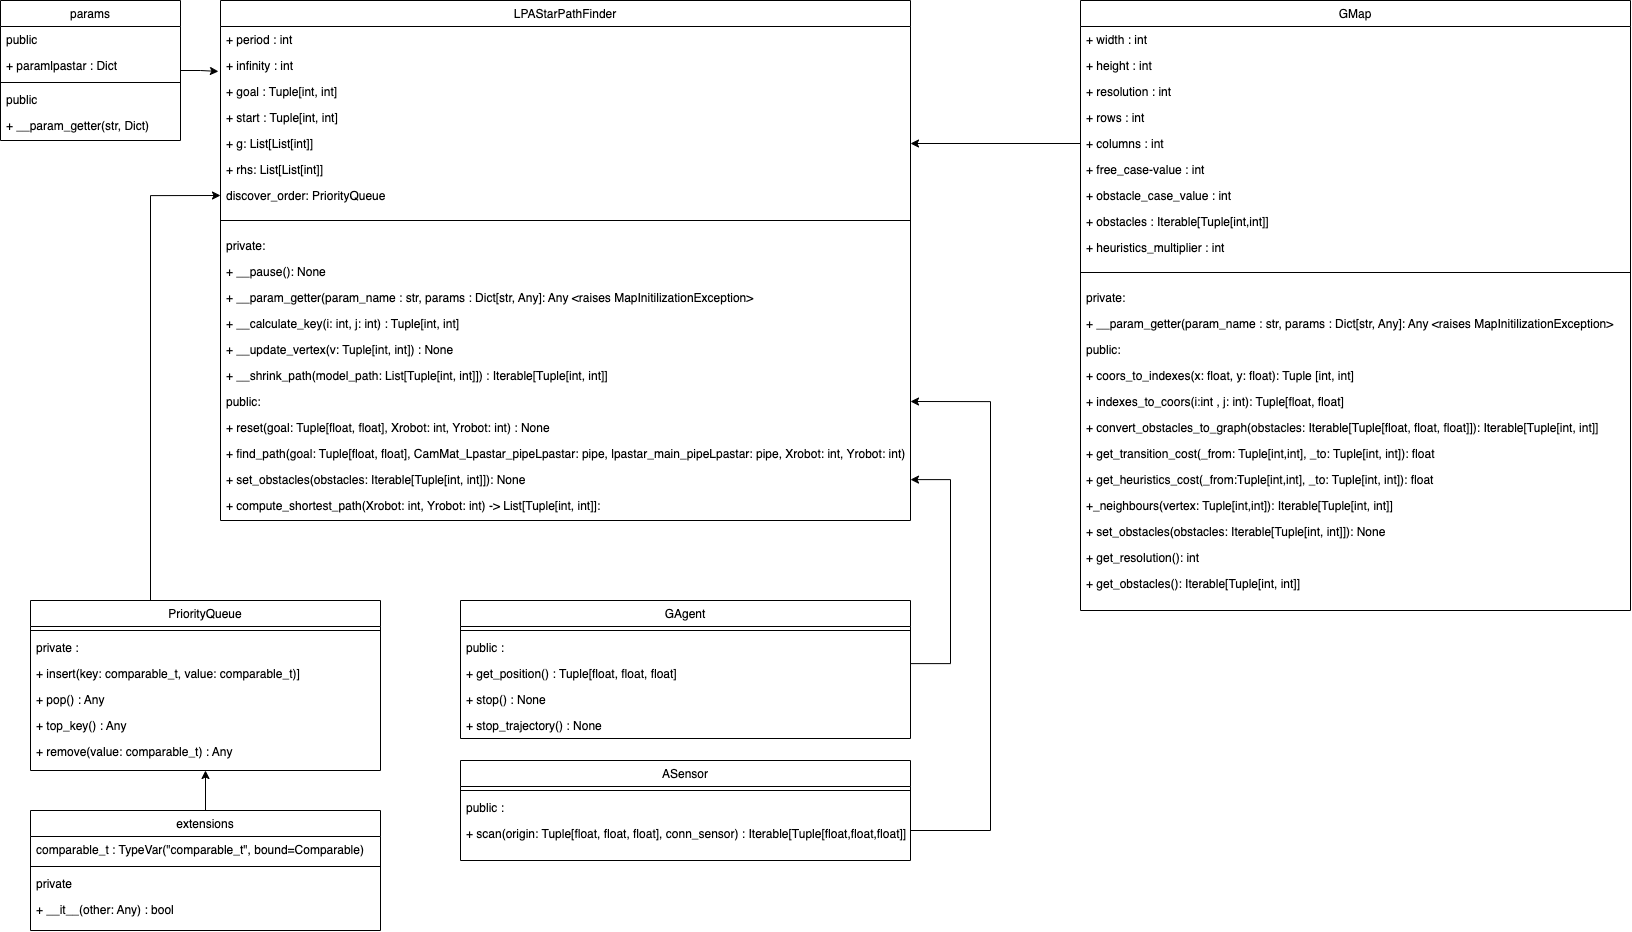 params
public
+ paramlpastar : Dict
public
+ __param_getter(str, Dict)
LPAStarPathFinder
+ period : int
+ infinity : int
+ goal : Tuple[int, int]
+ start : Tuple[int, int]
+ g: List[List[int]]
+ rhs: List[List[int]]
discover_order: PriorityQueue
private:
+ __pause(): None
+ __param_getter(param_name : str, params : Dict[str, Any]: Any <raises MapInitilizationException>
+ __calculate_key(i: int, j: int) : Tuple[int, int]
+ __update_vertex(v: Tuple[int, int]) : None
+ __shrink_path(model_path: List[Tuple[int, int]]) : Iterable[Tuple[int, int]]
public:
+ reset(goal: Tuple[float, float], Xrobot: int, Yrobot: int) : None
+ find_path(goal: Tuple[float, float], CamMat_Lpastar_pipeLpastar: pipe, lpastar_main_pipeLpastar: pipe, Xrobot: int, Yrobot: int)
+ set_obstacles(obstacles: Iterable[Tuple[int, int]]): None
+ compute_shortest_path(Xrobot: int, Yrobot: int) -> List[Tuple[int, int]]:
GMap
+ width : int
+ height : int
+ resolution : int
+ rows : int
+ columns : int
+ free_case-value : int
+ obstacle_case_value : int
+ obstacles : Iterable[Tuple[int,int]]
+ heuristics_multiplier : int
private:
+ __param_getter(param_name : str, params : Dict[str, Any]: Any <raises MapInitilizationException>
public:
+ coors_to_indexes(x: float, y: float): Tuple [int, int]
+ indexes_to_coors(i:int , j: int): Tuple[float, float]
+ convert_obstacles_to_graph(obstacles: Iterable[Tuple[float, float, float]]): Iterable[Tuple[int, int]]
+ get_transition_cost(_from: Tuple[int,int], _to: Tuple[int, int]): float
+ get_heuristics_cost(_from:Tuple[int,int], _to: Tuple[int, int]): float
+_neighbours(vertex: Tuple[int,int]): Iterable[Tuple[int, int]]
+ set_obstacles(obstacles: Iterable[Tuple[int, int]]): None
+ get_resolution(): int
+ get_obstacles(): Iterable[Tuple[int, int]]
PriorityQueue
private :
+ insert(key: comparable_t, value: comparable_t)]
+ pop() : Any
+ top_key() : Any
+ remove(value: comparable_t) : Any
GAgent
public :
+ get_position() : Tuple[float, float, float]
+ stop() : None
+ stop_trajectory() : None
ASensor
public :
+ scan(origin: Tuple[float, float, float], conn_sensor) : Iterable[Tuple[float,float,float]]
extensions
comparable_t : TypeVar("comparable_t", bound=Comparable)
private
+ __it__(other: Any) : bool